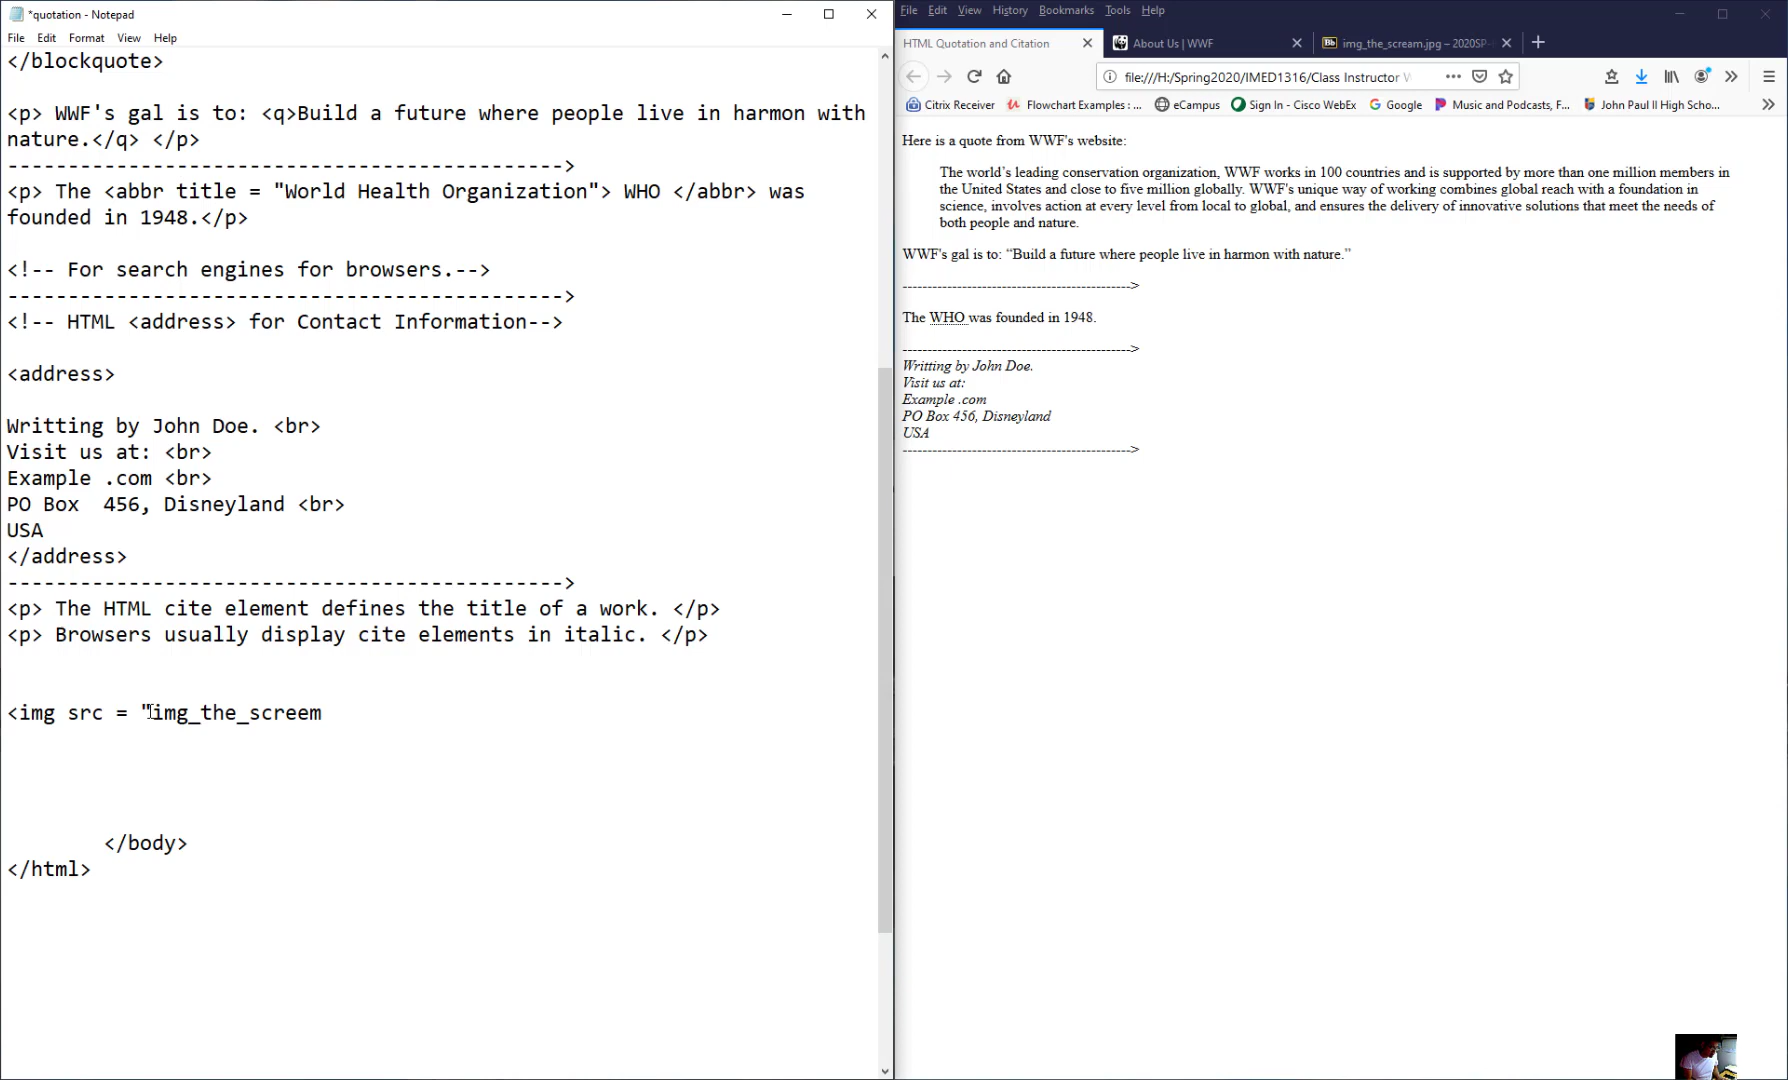 *quotation - Notepad
File Edit Format View Help
</blockquote>
<p> WWF's gal is to: <q>Build a future where people live in harmon with
nature.</q> </p>
---------------------------------------------->
<p> The <abbr title = "World Health Organization"> WHO </abbr> was
founded in 1948.</p>
<!-- For search engines for browsers.-->
---------------------------------------------->
<!-- HTML <address> for Contact Information-->
<address>
Writting by John Doe. <br>
Visit us at: <br>
Example .com <br>
PO Box  456, Disneyland <br>
USA
</address>
---------------------------------------------->
<p> The HTML cite element defines the title of a work. </p>
<p> Browsers usually display cite elements in italic. </p>
<img src = "img_the_screem
</body>
</html>
File Edit View History Bookmarks Tools Help
HTML Quotation and Citation
About Us | WWF
Bb img_the_scream.jpg – 2020SP-
file:///H:/Spring2020/IMED1316/Class Instructor
Citrix Receiver Flowchart Examples : ... eCampus Sign In - Cisco WebEx Google Music and Podcasts, F... John Paul II High Scho...
Here is a quote from WWF's website:
The world’s leading conservation organization, WWF works in 100 countries and is supported by more than one million members in
the United States and close to five million globally. WWF's unique way of working combines global reach with a foundation in
science, involves action at every level from local to global, and ensures the delivery of innovative solutions that meet the needs of
both people and nature.
WWF's gal is to: “Build a future where people live in harmon with nature.”
---------------------------------------------->
The WHO was founded in 1948.
---------------------------------------------->
Writting by John Doe.
Visit us at:
Example .com
PO Box 456, Disneyland
USA
---------------------------------------------->